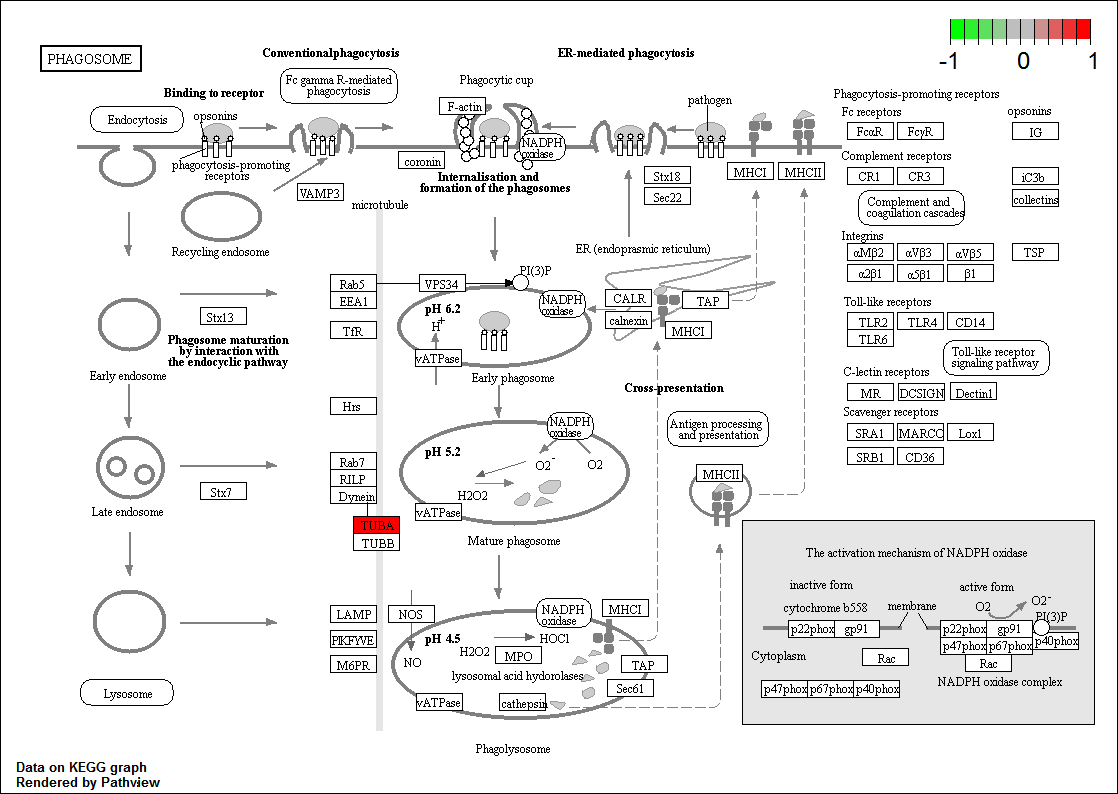 PHAGOSOME
Conventionalphagocytosis
ER-mediated phagocytosis
-1
0
1
Fc gamma R-mediated
phagocytosis
Phagocytic cup
Binding to receptor
Endocytosis
opsonins
F-actin
pathogen
NADPH
oxidase
coronin
phagocytosis-promoting
receptors
VAMP3
Internalisation and
formation of the phagosomes
Stx18
Sec22
MHCI
MHCII
microtubule
Recycling endosome
ER (endoprasmic reticulum)
Phagocytosis-promoting receptors
Fc receptors
opsonins
FcαR
FcγR
IG
Complement receptors
CR1
CR3
iC3b
collectins
Complement and
coagulation cascades
Integrins
αMβ2
αVβ3
αVβ5
TSP
α2β1
α5β1
β1
Toll-like receptors
TLR2
TLR4
CD14
TLR6
Toll-like receptor
signaling pathway
C-lectin receptors
MR
DCSIGN
Dectin1
Scavenger receptors
SRA1
MARCO
Lox1
SRB1
CD36
Rab5
EEA1
VPS34
PI(3)P
NADPH
oxidase
CALR
calnexin
TAP
MHCI
pH 6.2
H+
vATPase
Stx13
TfR
Phagosome maturation
by interaction with
the endocyclic pathway
Early endosome
Early phagosome
Cross-presentation
Hrs
Antigen processing
and presentation
NADPH
oxidase
pH 5.2
O2-
O2
H2O2
vATPase
Rab7
RILP
Dynein
Stx7
MHCII
Late endosome
TUBA
TUBB
Mature phagosome
LAMP
NOS
NADPH
oxidase
MHCI
PIKFYVE
pH 4.5
HOCl
H2O2
MPO
M6PR
NO
lysosomal acid hydorolases
TAP
Sec61
vATPase
cathepsin
Lysosome
Phagolysosome
The activation mechanism of NADPH oxidase
inactive form
active form
cytochrome b558
membrane
O2
O2-
PI(3)P
p22phox
gp91
p22phox
gp91
p47phox
p67phox
p40phox
Cytoplasm
Rac
Rac
p47phox
p67phox
p40phox
NADPH oxidase complex
Data on KEGG graph
Rendered by Pathview